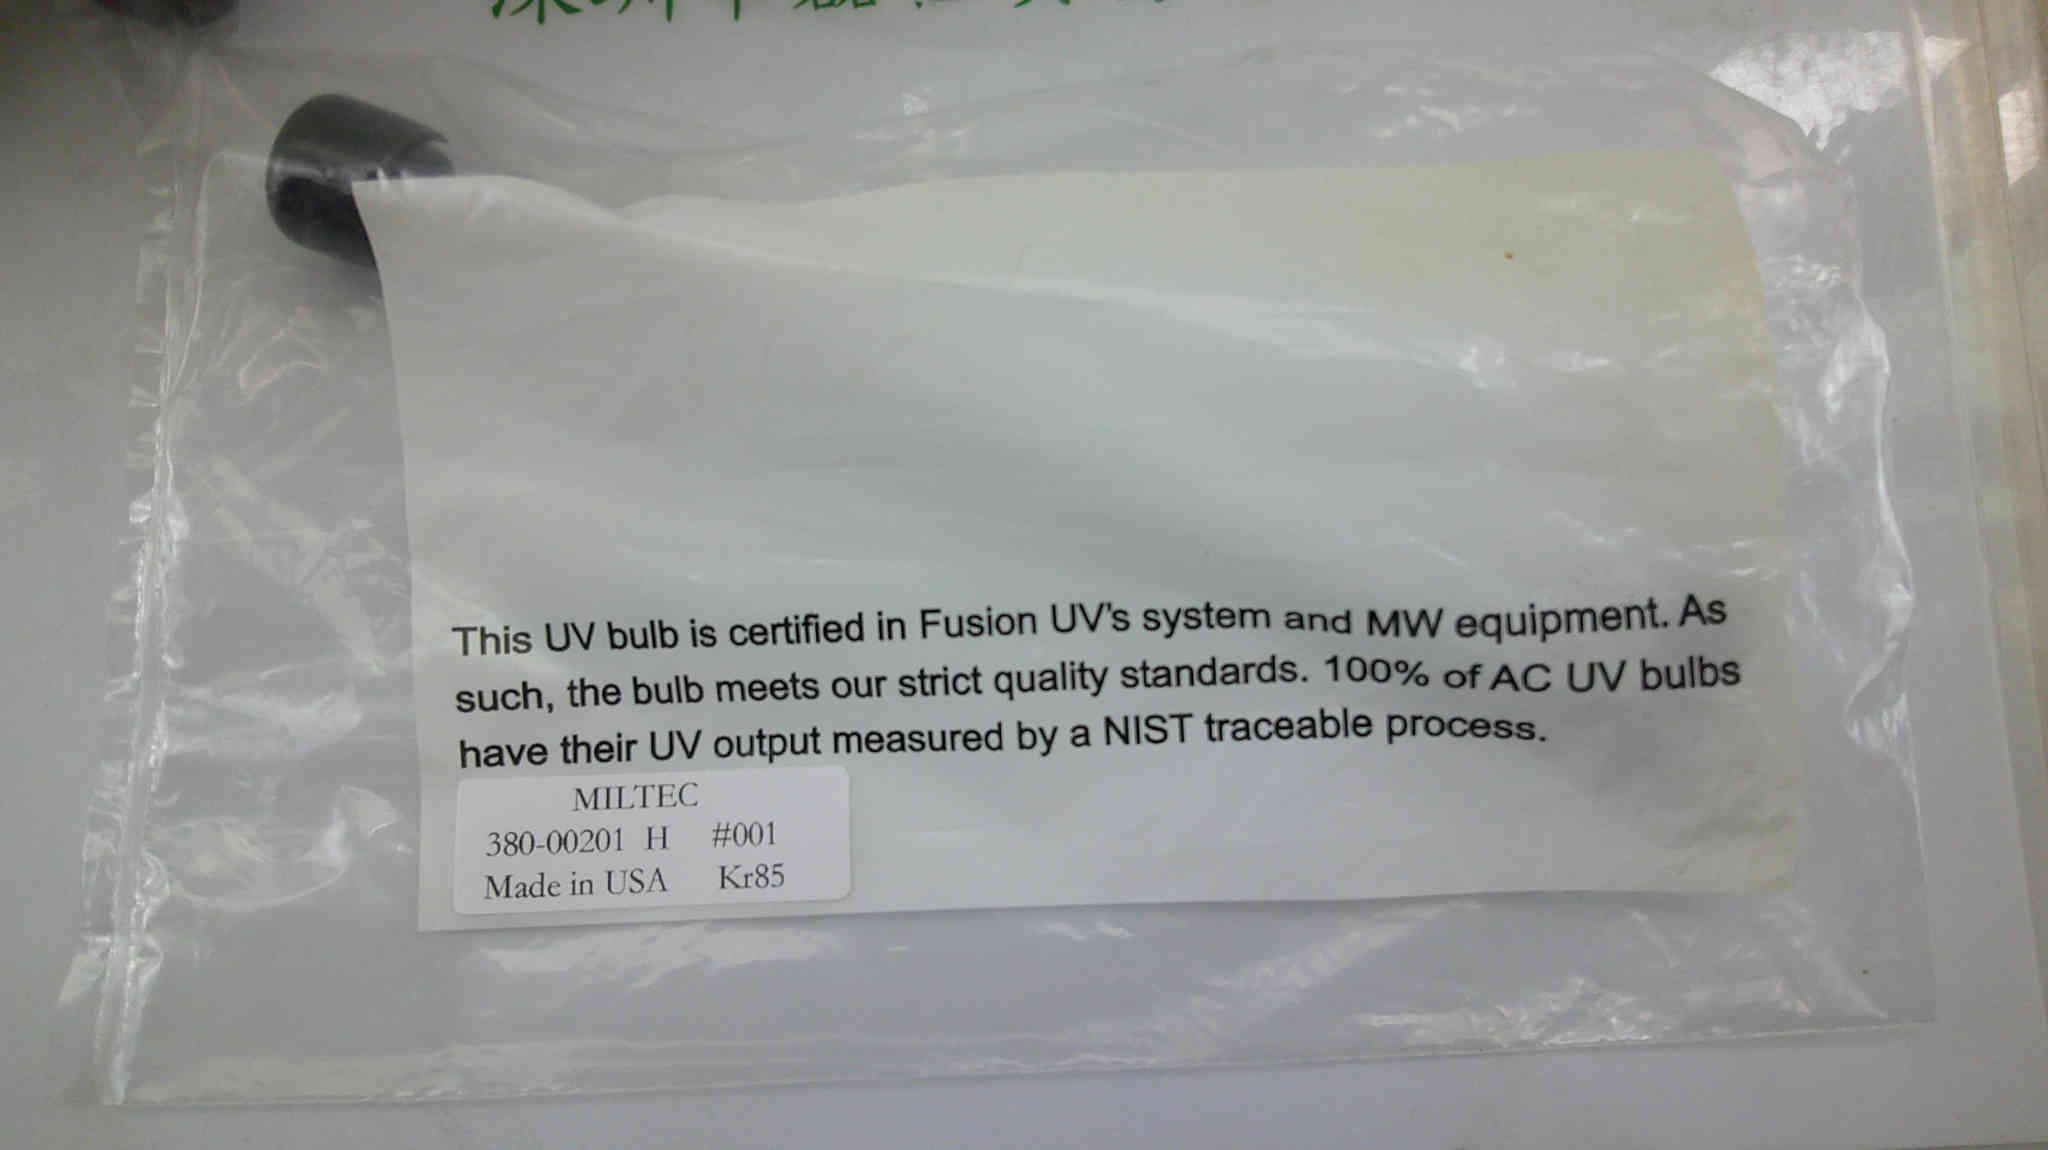 This UV bulb is certified in Fusion UV's system and MW equipment. As
such, the bulb meets our strict quality standards. 100% of AC UV bulbs
have their UV output measured by a NIST traceable process.
MILTEC
380-00201 H #001
Made in USA Kr85